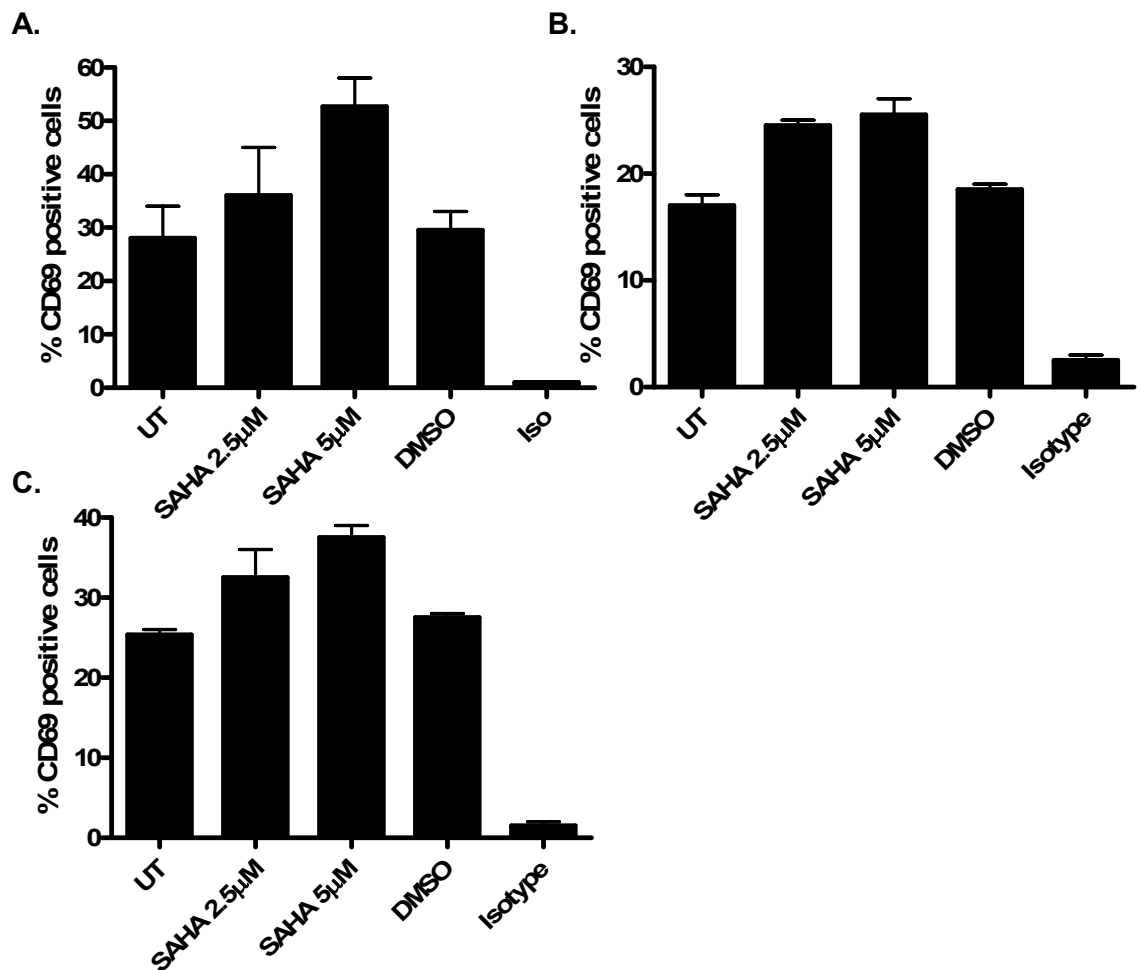 A.
% CD69 positive cells
60
50
40
30
20
10
0
UT
SAHA 2.5µM
SAHA 5µM
DMSO
Iso
B.
% CD69 positive cells
30
20
10
0
UT
SAHA 2.5µM
SAHA 5µM
DMSO
Isotype
C.
% CD69 positive cells
40
30
20
10
0
UT
SAHA 2.5µM
SAHA 5µM
DMSO
Isotype